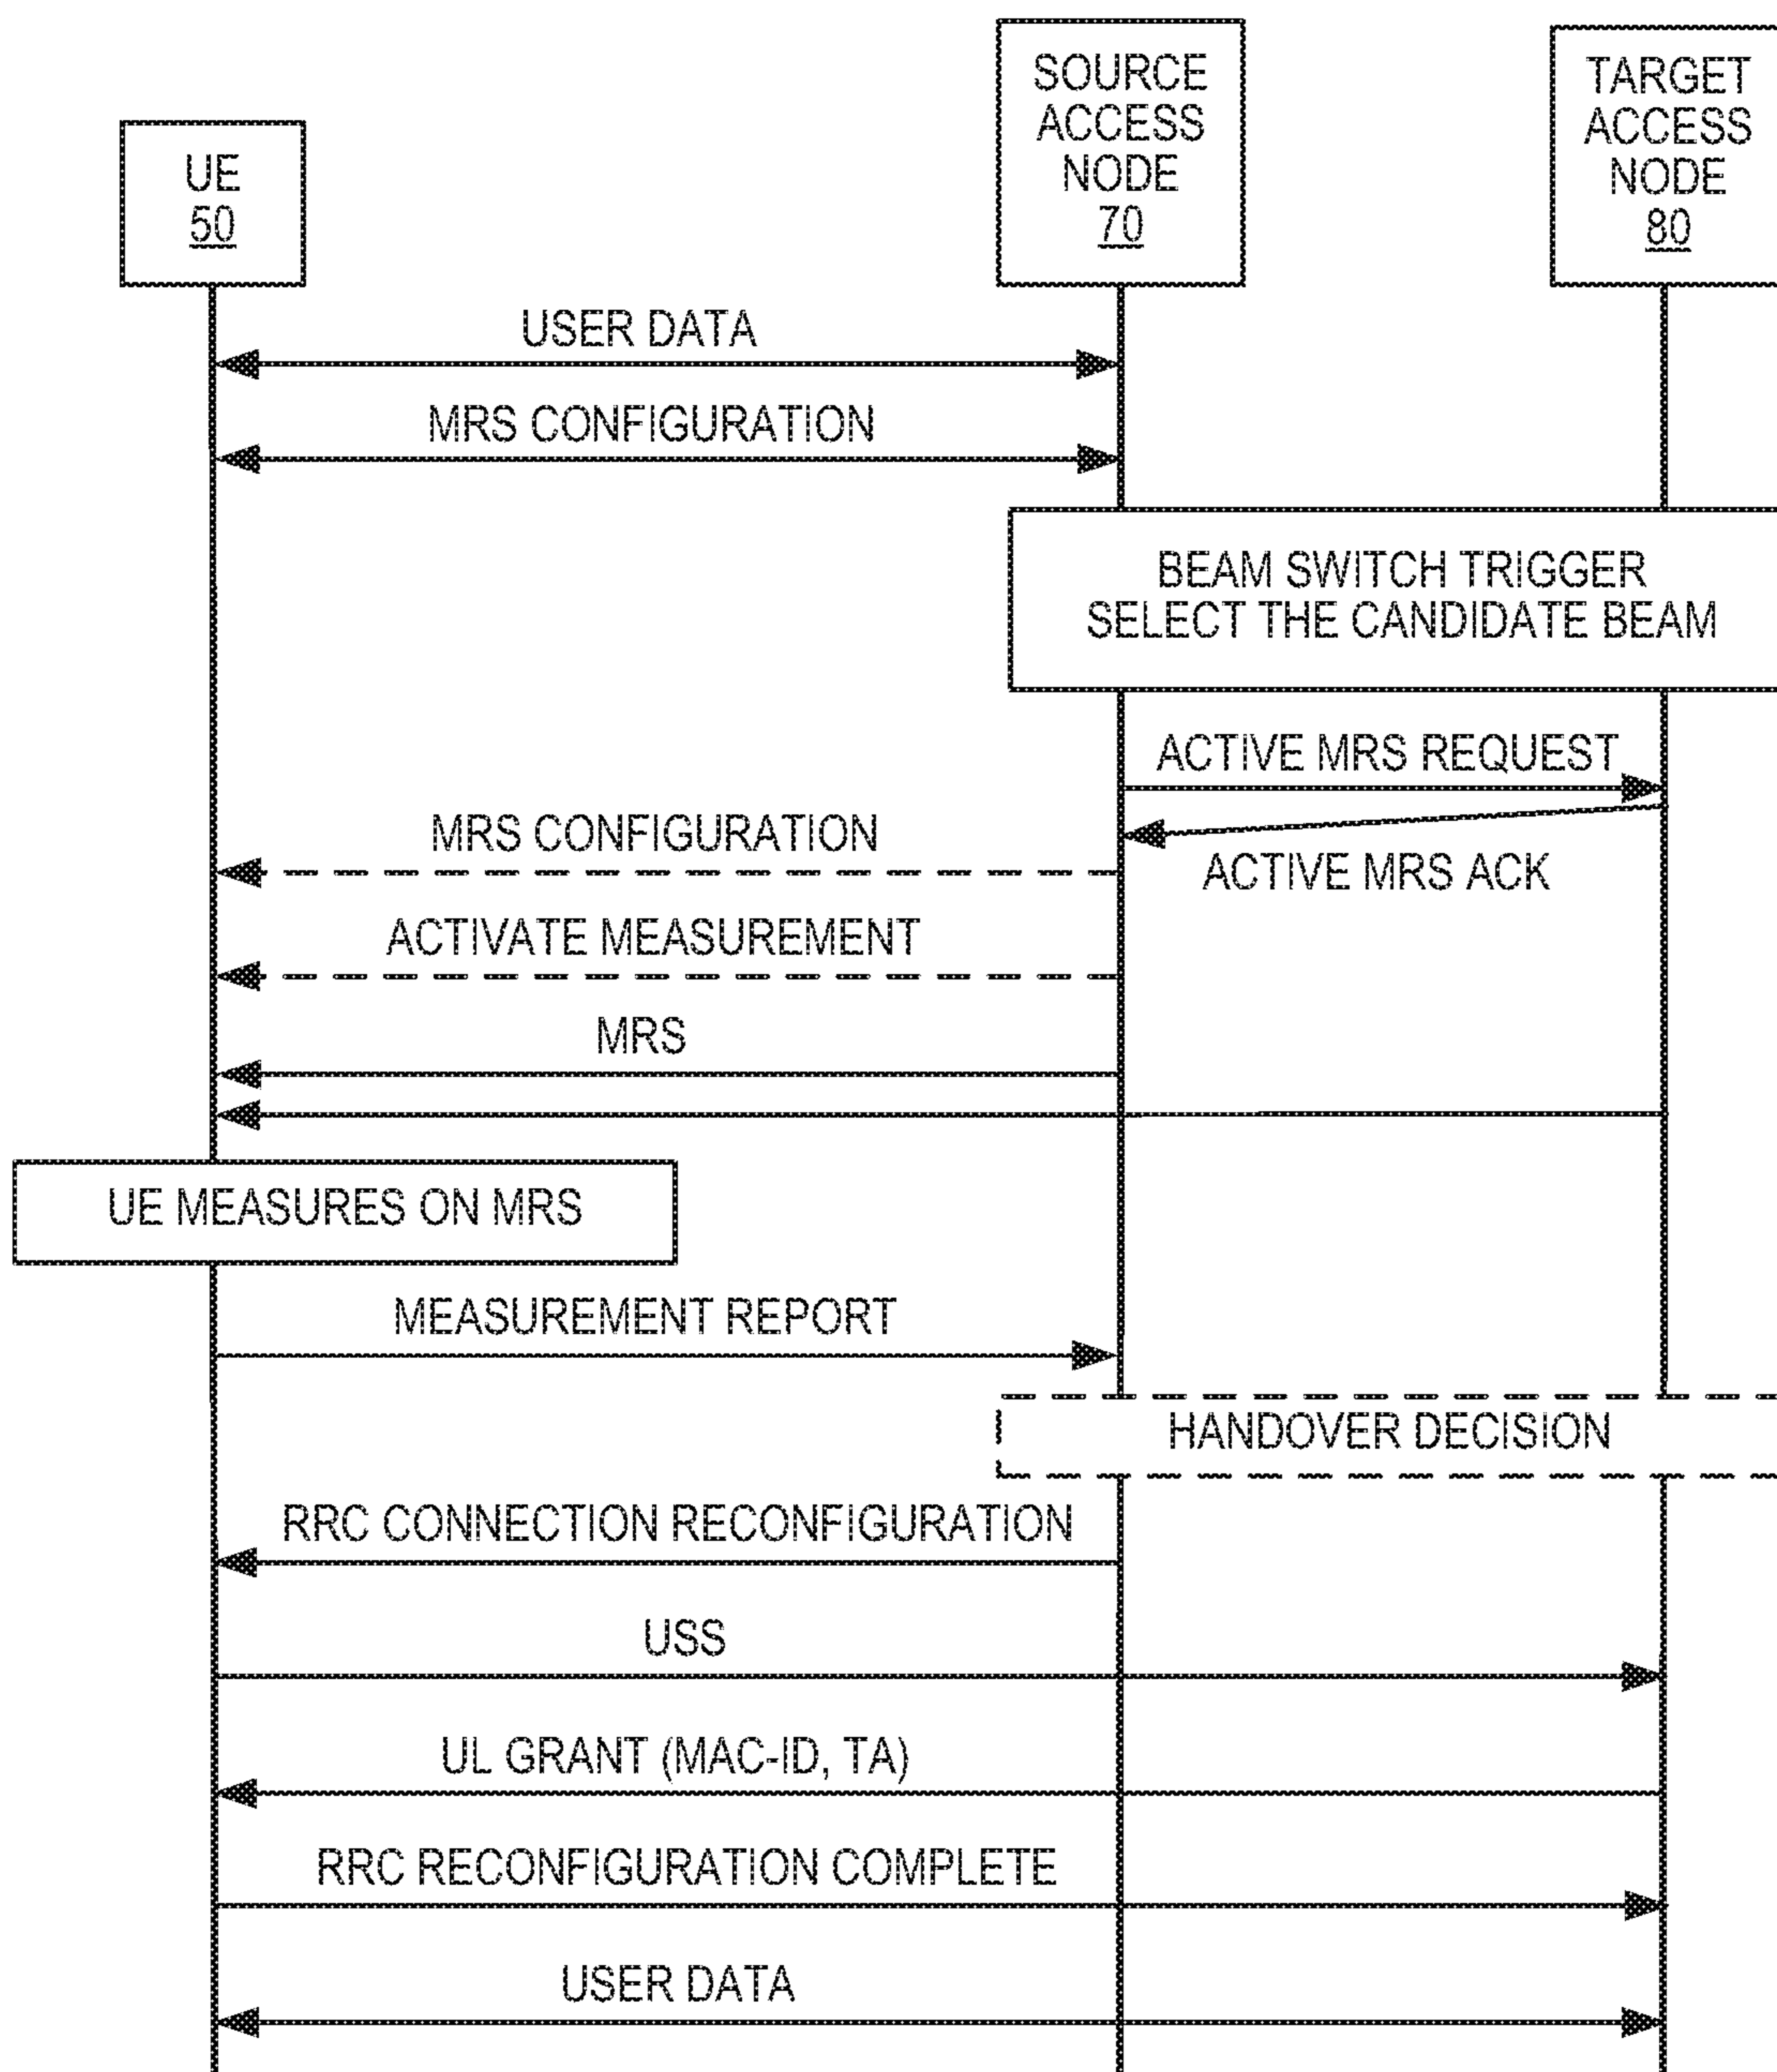 UE
50
SOURCE
ACCESS
NODE
70
TARGET
ACCESS
NODE
80
USER DATA
MRS CONFIGURATION
BEAM SWITCH TRIGGER
SELECT THE CANDIDATE BEAM
ACTIVE MRS REQUEST
MRS CONFIGURATION
ACTIVE MRS ACK
ACTIVATE MEASUREMENT
MRS
UE MEASURES ON MRS
MEASUREMENT REPORT
HANDOVER DECISION
RRC CONNECTION RECONFIGURATION
USS
UL GRANT (MAC-ID, TA)
RRC RECONFIGURATION COMPLETE
USER DATA